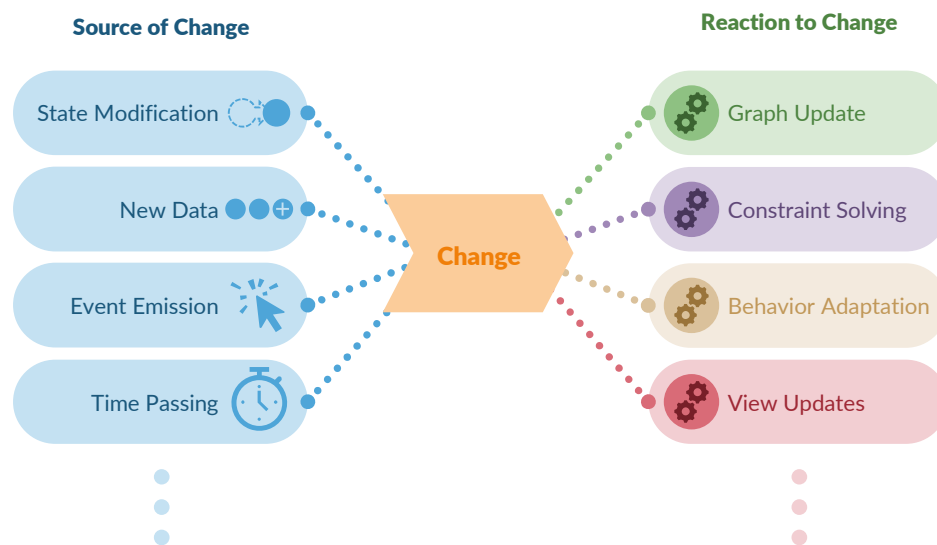 Source of Change
Reaction to Change
State Modification
New Data
Event Emission
Time Passing
Change
Graph Update
Constraint Solving
Behavior Adaptation
View Updates